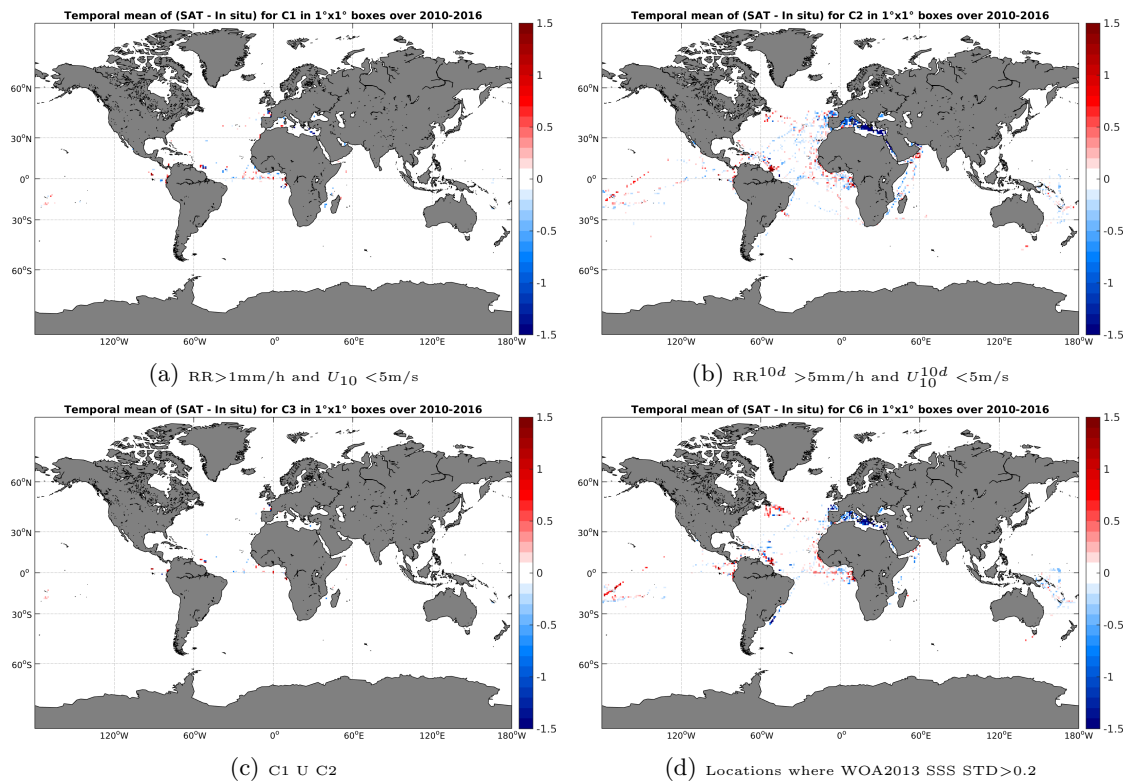 Temporal mean of (SAT - In situ) for C1 in 1°x1° boxes over 2010-2016
60°N
30°N
0°
30°S
60°S
120°W
60°W
0°
60°E
120°E
180°W
1.5
1
0.5
0
-0.5
-1
-1.5
(a) RR>1mm/h and U10 <5m/s
Temporal mean of (SAT - In situ) for C2 in 1°x1° boxes over 2010-2016
60°N
30°N
0°
30°S
60°S
120°W
60°W
0°
60°E
120°E
180°W
1.5
1
0.5
0
-0.5
-1
-1.5
(b) RR^10d >5mm/h and U10^10d <5m/s
Temporal mean of (SAT - In situ) for C3 in 1°x1° boxes over 2010-2016
60°N
30°N
0°
30°S
60°S
120°W
60°W
0°
60°E
120°E
180°W
1.5
1
0.5
0
-0.5
-1
-1.5
(c) C1 U C2
Temporal mean of (SAT - In situ) for C6 in 1°x1° boxes over 2010-2016
60°N
30°N
0°
30°S
60°S
120°W
60°W
0°
60°E
120°E
180°W
1.5
1
0.5
0
-0.5
-1
-1.5
(d) Locations where WOA2013 SSS STD>0.2